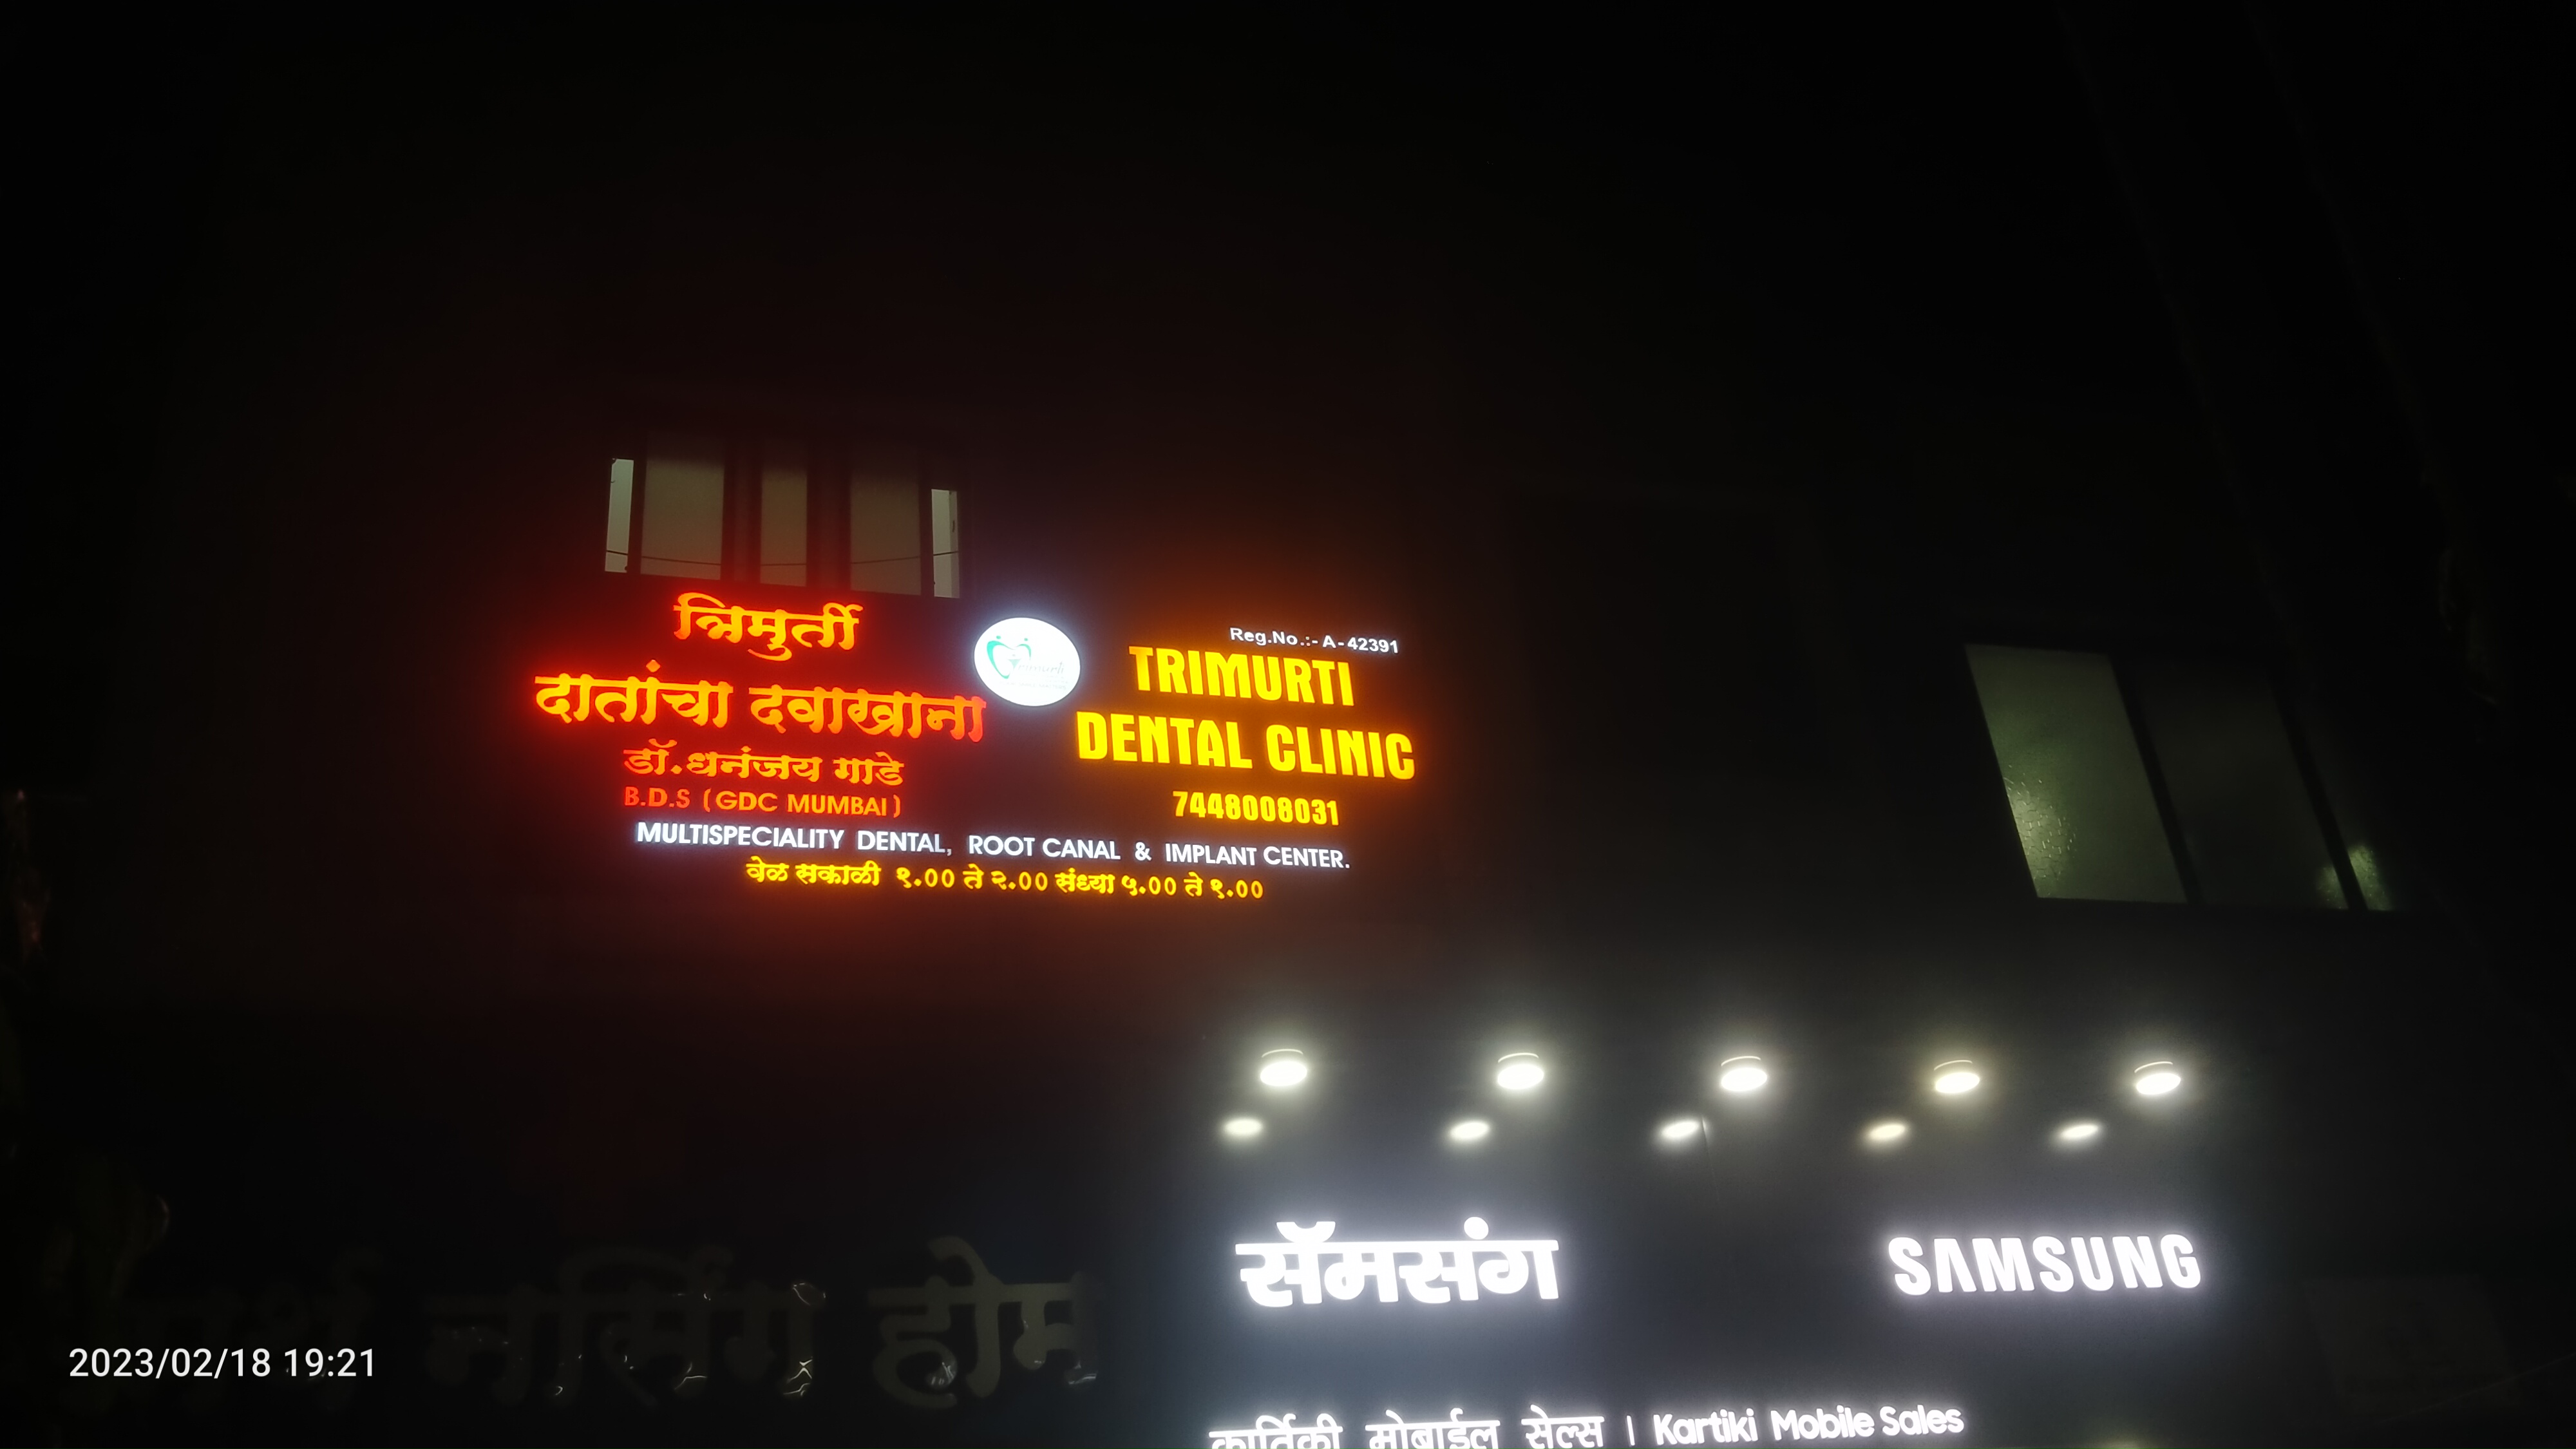 त्रिमुर्ती
दातांचा दवाखाना
डॉ.धनंजय गाडे
B.D.S (GDC MUMBAI)
Reg.No.:- A-42391
TRIMURTI
DENTAL CLINIC
7448008031
MULTISPECIALITY DENTAL, ROOT CANAL & IMPLANT CENTER.
वेळ सकाळी ९.०० ते २.०० संध्या ५.०० ते ९.००
सॅमसंग SAMSUNG
नर्सिंग होम
कार्तिकी मोबाईल सेल्स | Kartiki Mobile Sales
2023/02/18 19:21